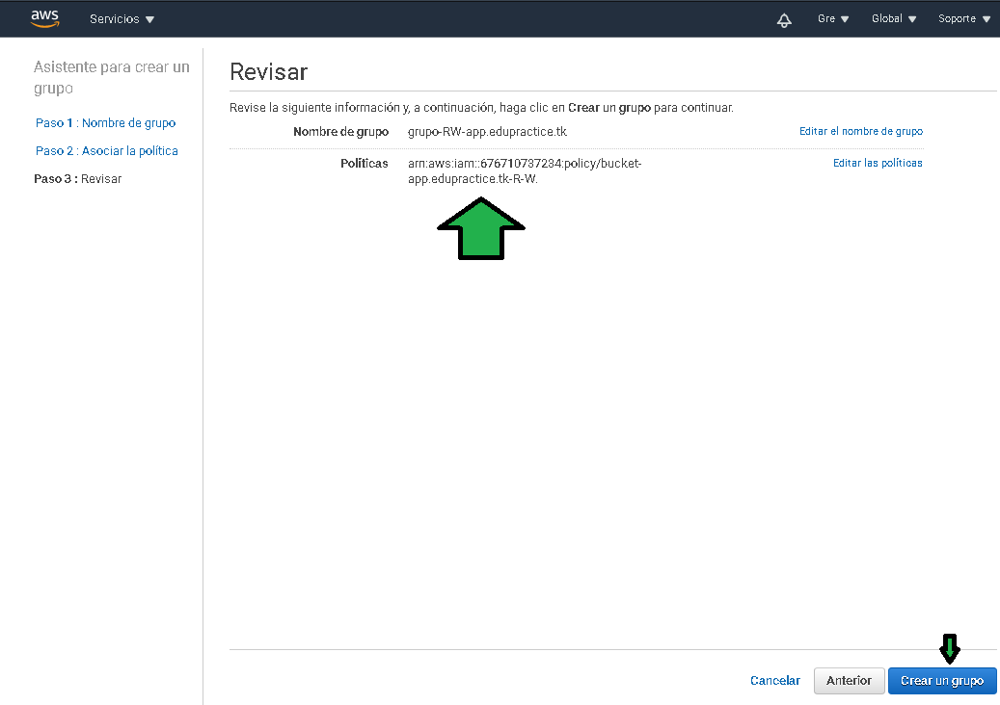 aws Servicios Gre Global Soporte
Asistente para crear un
grupo
Paso 1 : Nombre de grupo
Paso 2 : Asociar la política
Paso 3 : Revisar
Revisar
Revise la siguiente información y, a continuación, haga clic en Crear un grupo para continuar.
Nombre de grupo grupo-RW-app.edupractice.tk Editar el nombre de grupo
Políticas arn:aws:iam::676710737234:policy/bucket- Editar las políticas
app.edupractice.tk-R-W.
Cancelar Anterior Crear un grupo